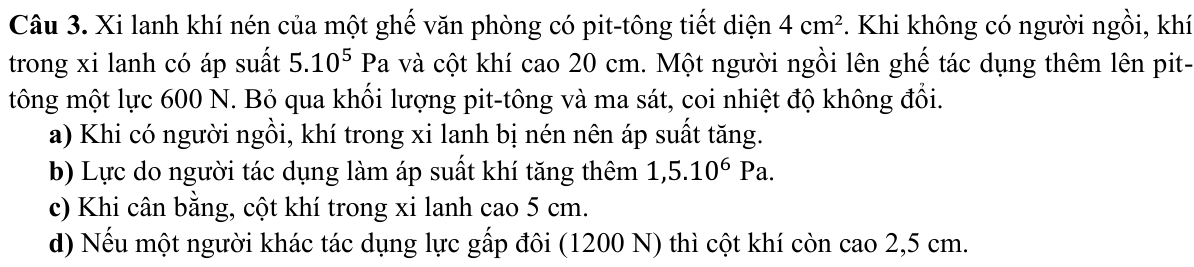 Câu 3. Xi lanh khí nén của một ghế văn phòng có pit-tông tiết diện 4 cm². Khi không có người ngồi, khí
trong xi lanh có áp suất 5.10⁵ Pa và cột khí cao 20 cm. Một người ngồi lên ghế tác dụng thêm lên pit-
tông một lực 600 N. Bỏ qua khối lượng pit-tông và ma sát, coi nhiệt độ không đổi.
a) Khi có người ngồi, khí trong xi lanh bị nén nên áp suất tăng.
b) Lực do người tác dụng làm áp suất khí tăng thêm 1,5.10⁶ Pa.
c) Khi cân bằng, cột khí trong xi lanh cao 5 cm.
d) Nếu một người khác tác dụng lực gấp đôi (1200 N) thì cột khí còn cao 2,5 cm.